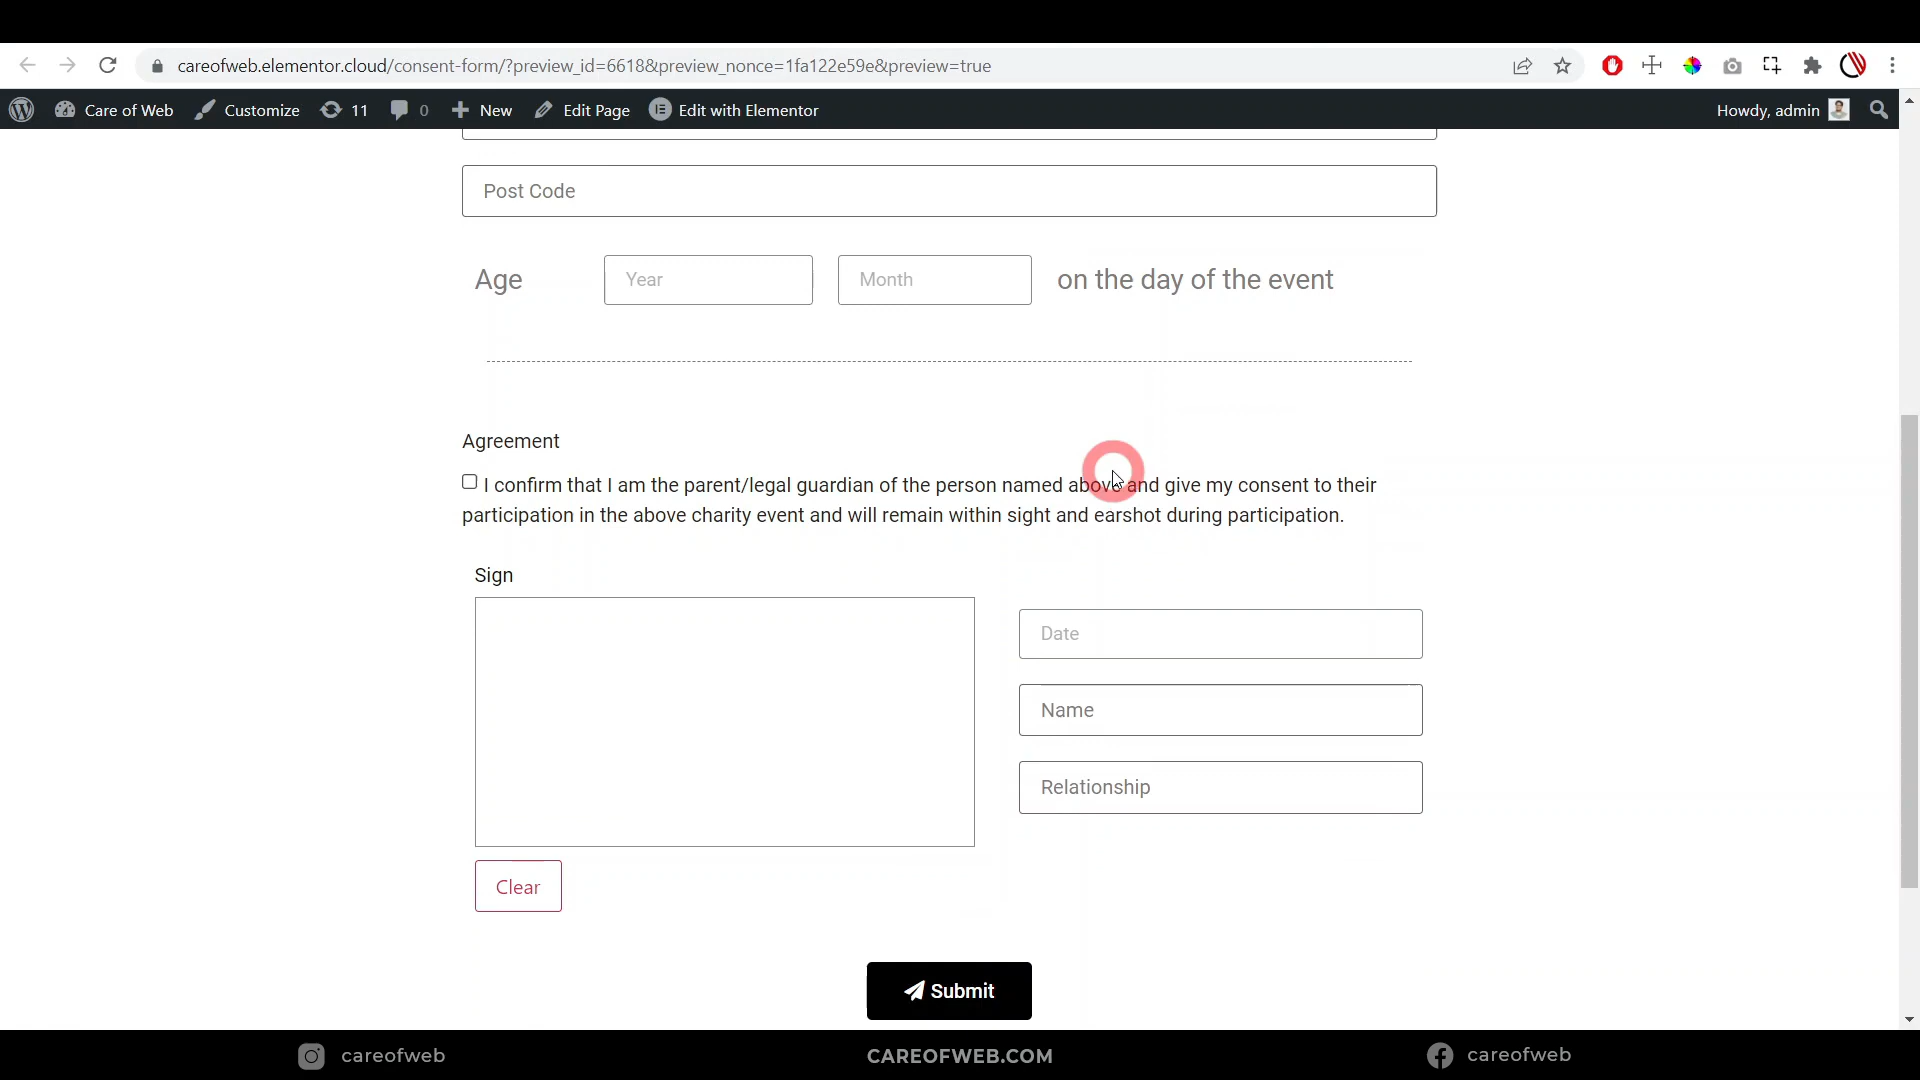 careofweb.elementor.cloud/consent-form/?preview_id=6618&preview_nonce=1fa122e59e&preview=true
Care of Web Customize 11 0 New Edit Page Edit with Elementor Howdy, admin
Post Code
Age Year Month on the day of the event
Agreement
I confirm that I am the parent/legal guardian of the person named above and give my consent to their
participation in the above charity event and will remain within sight and earshot during participation.
Sign
Date
Name
Relationship
Clear
Submit
careofweb CAREOFWEB.COM careofweb